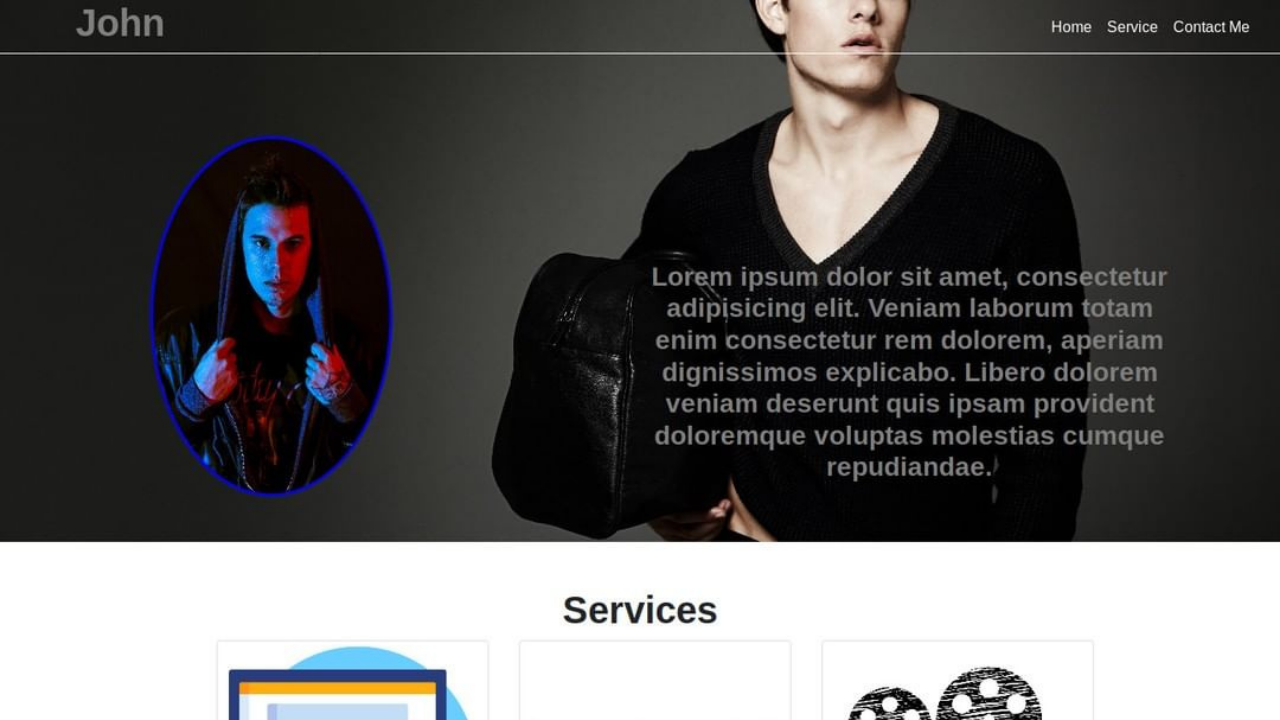 John
Home Service Contact Me
Lorem ipsum dolor sit amet, consectetur
adipisicing elit. Veniam laborum totam
enim consectetur rem dolorem, aperiam
dignissimos explicabo. Libero dolorem
veniam deserunt quis ipsam provident
doloremque voluptas molestias cumque
repudiandae.
Services